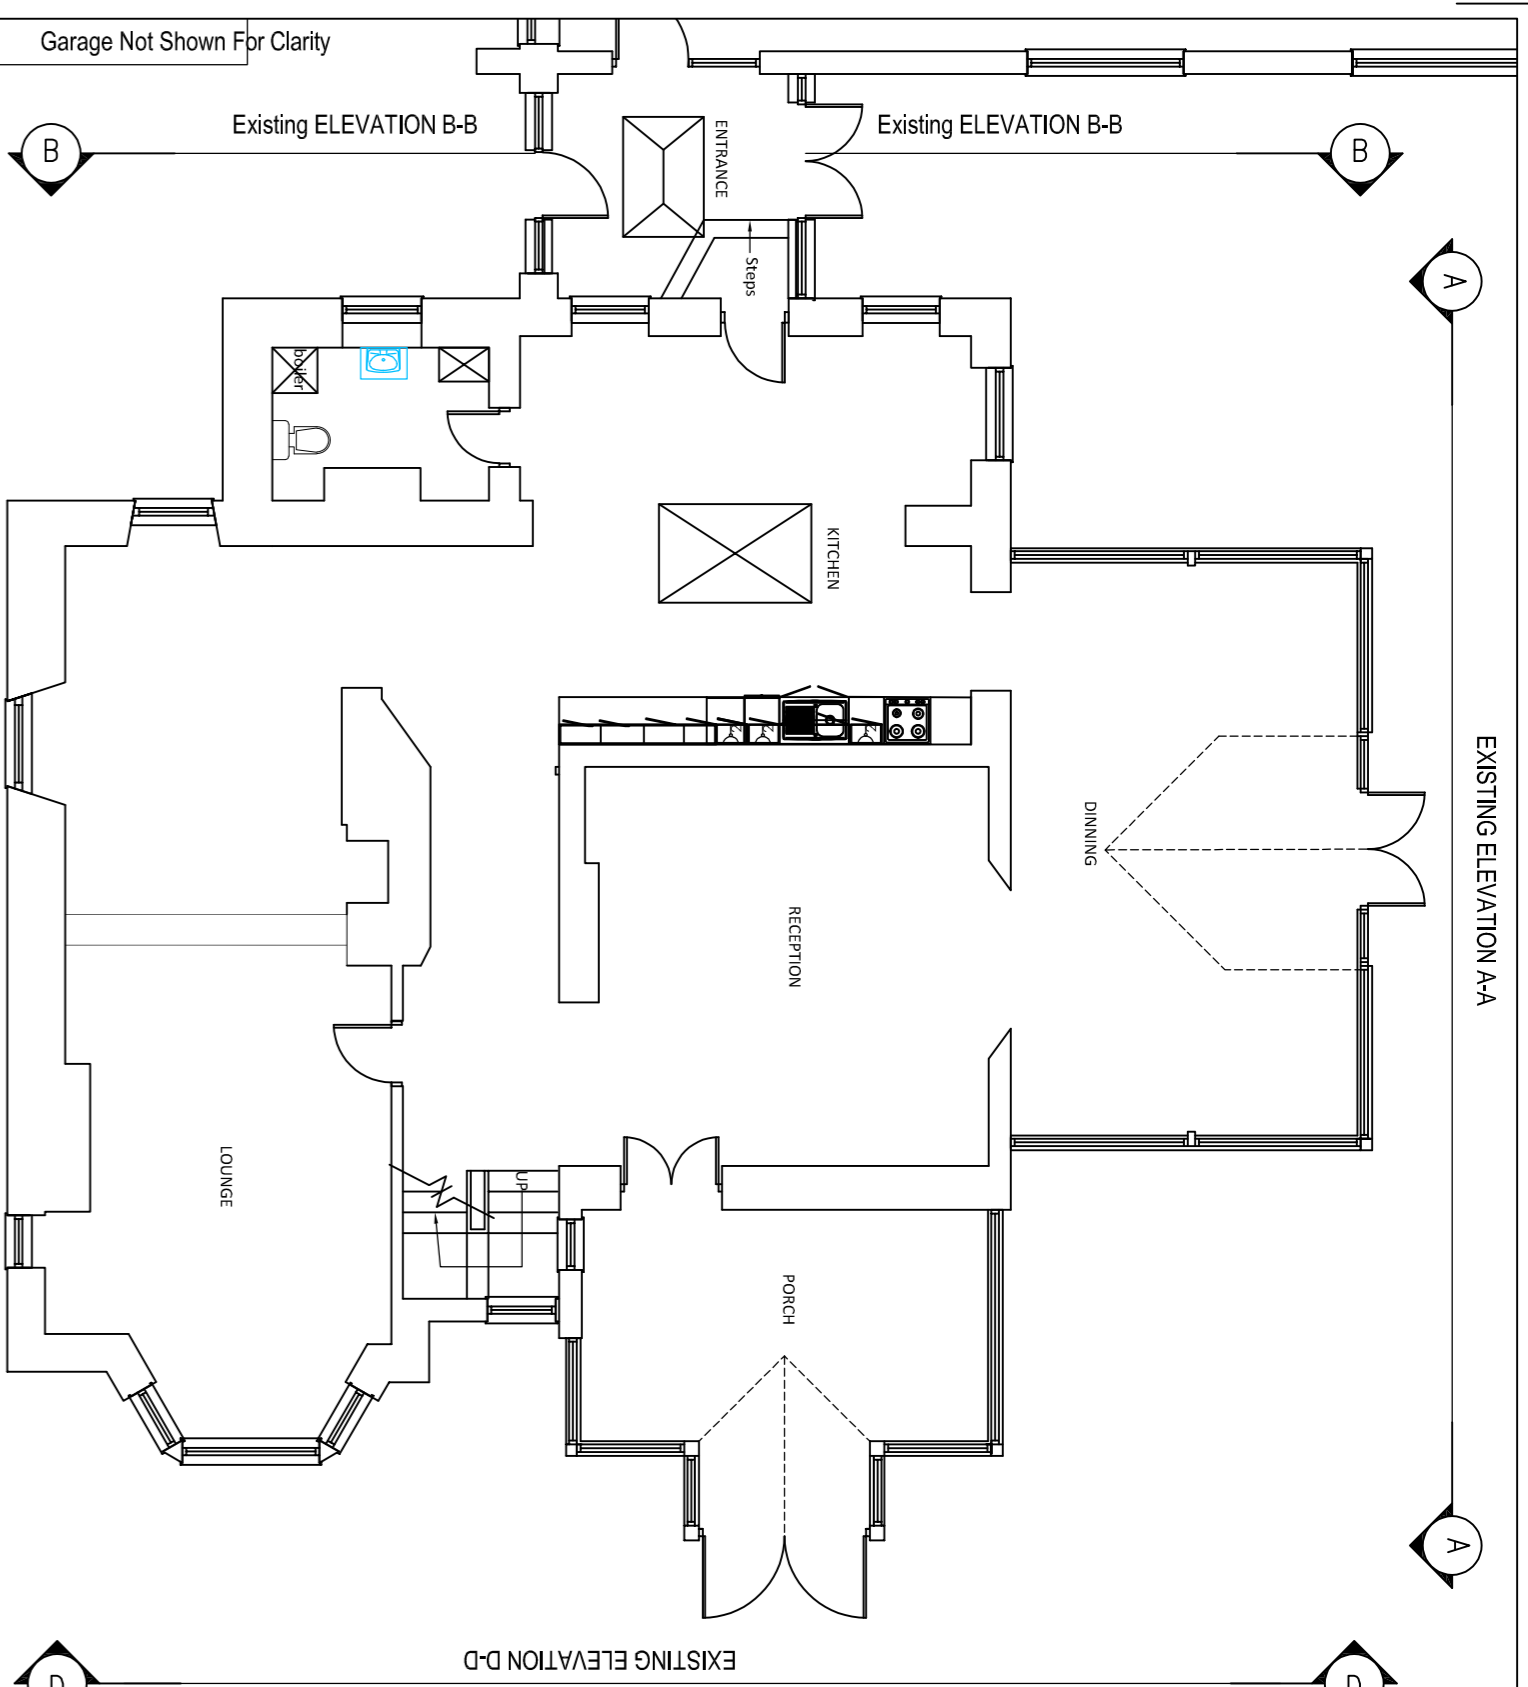 Garage Not Shown For Clarity
Existing ELEVATION B-B
Existing ELEVATION B-B
B
B
ENTRANCE
Steps
A
boiler
KITCHEN
EXISTING ELEVATION A-A
DINNING
RECEPTION
LOUNGE
UP
PORCH
A
EXISTING ELEVATION D-D
D
D